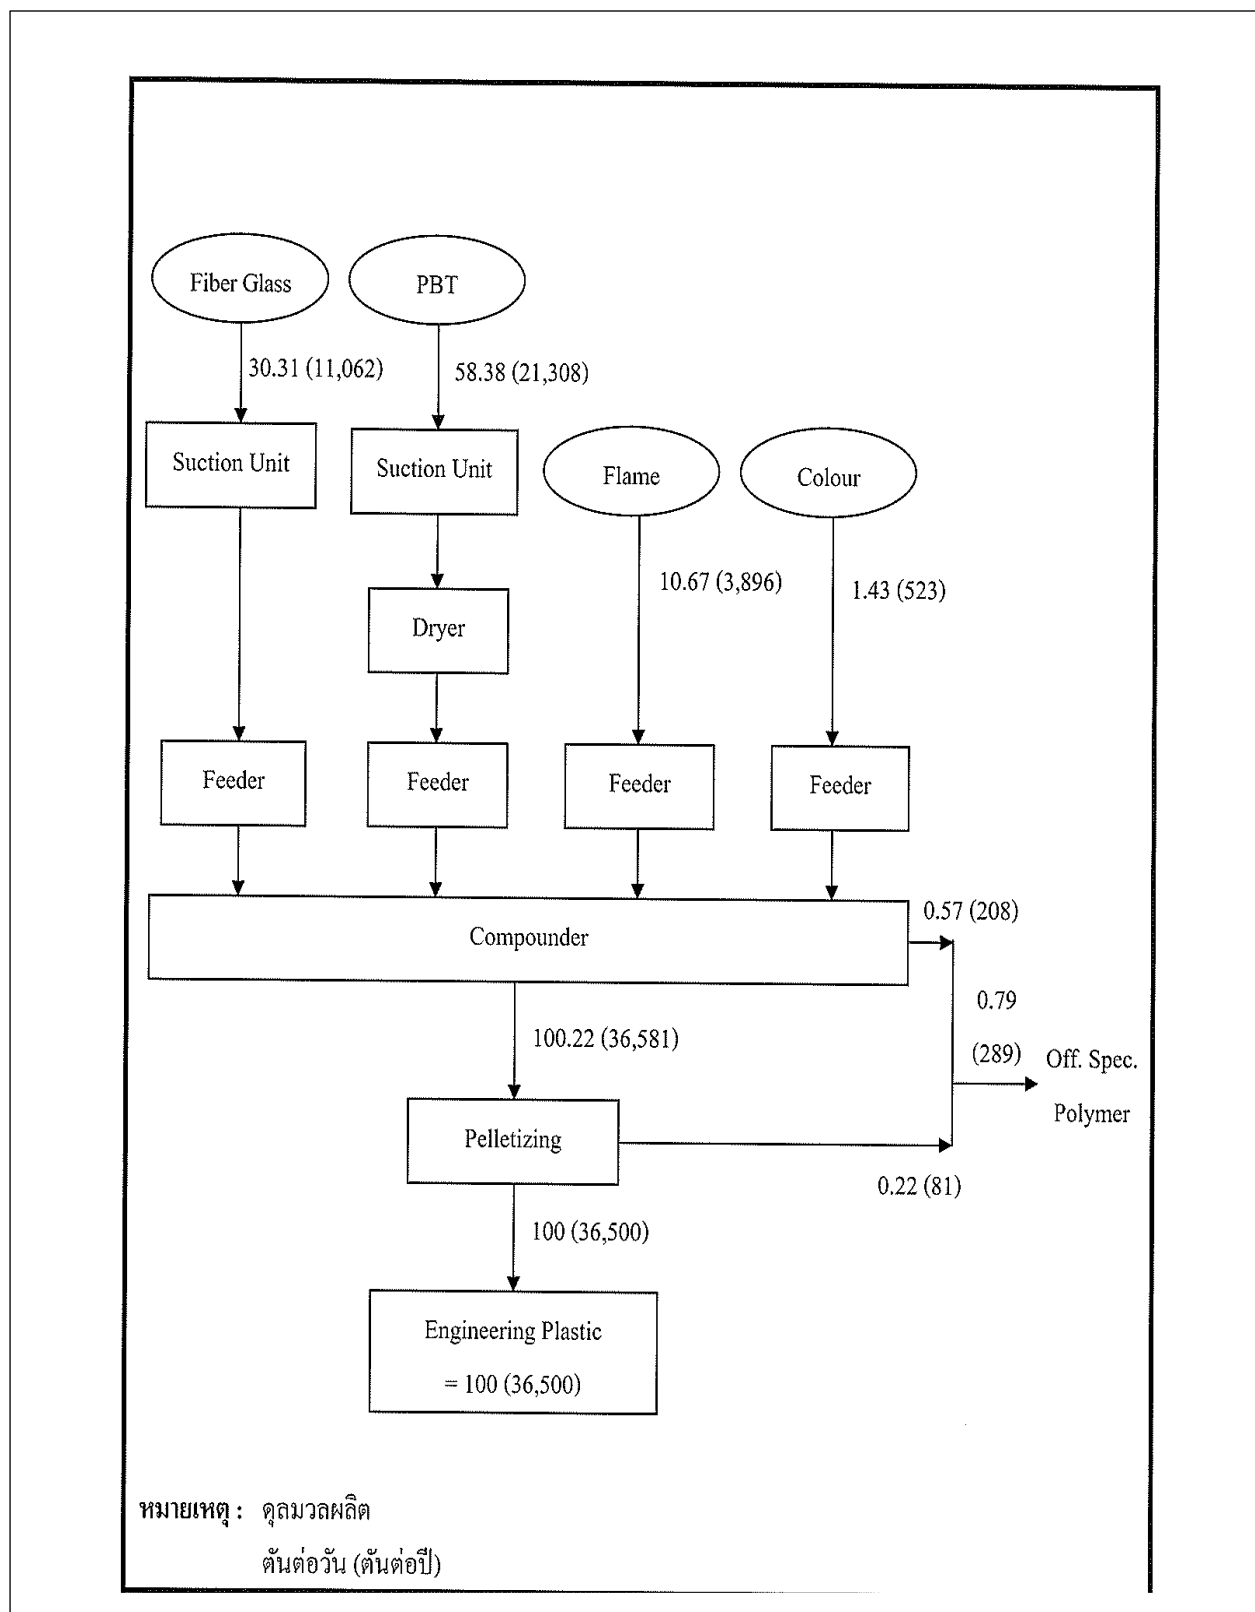 Fiber Glass
PBT
30.31 (11,062)
58.38 (21,308)
Suction Unit
Suction Unit
Flame
Colour
10.67 (3,896)
1.43 (523)
Dryer
Feeder
Feeder
Feeder
Feeder
0.57 (208)
Compounder
0.79
100.22 (36,581)
(289)
Off. Spec.
Polymer
Pelletizing
0.22 (81)
100 (36,500)
Engineering Plastic
= 100 (36,500)
หมายเหตุ : ดุลมวลผลิต
ตันต่อวัน (ตันต่อปี)